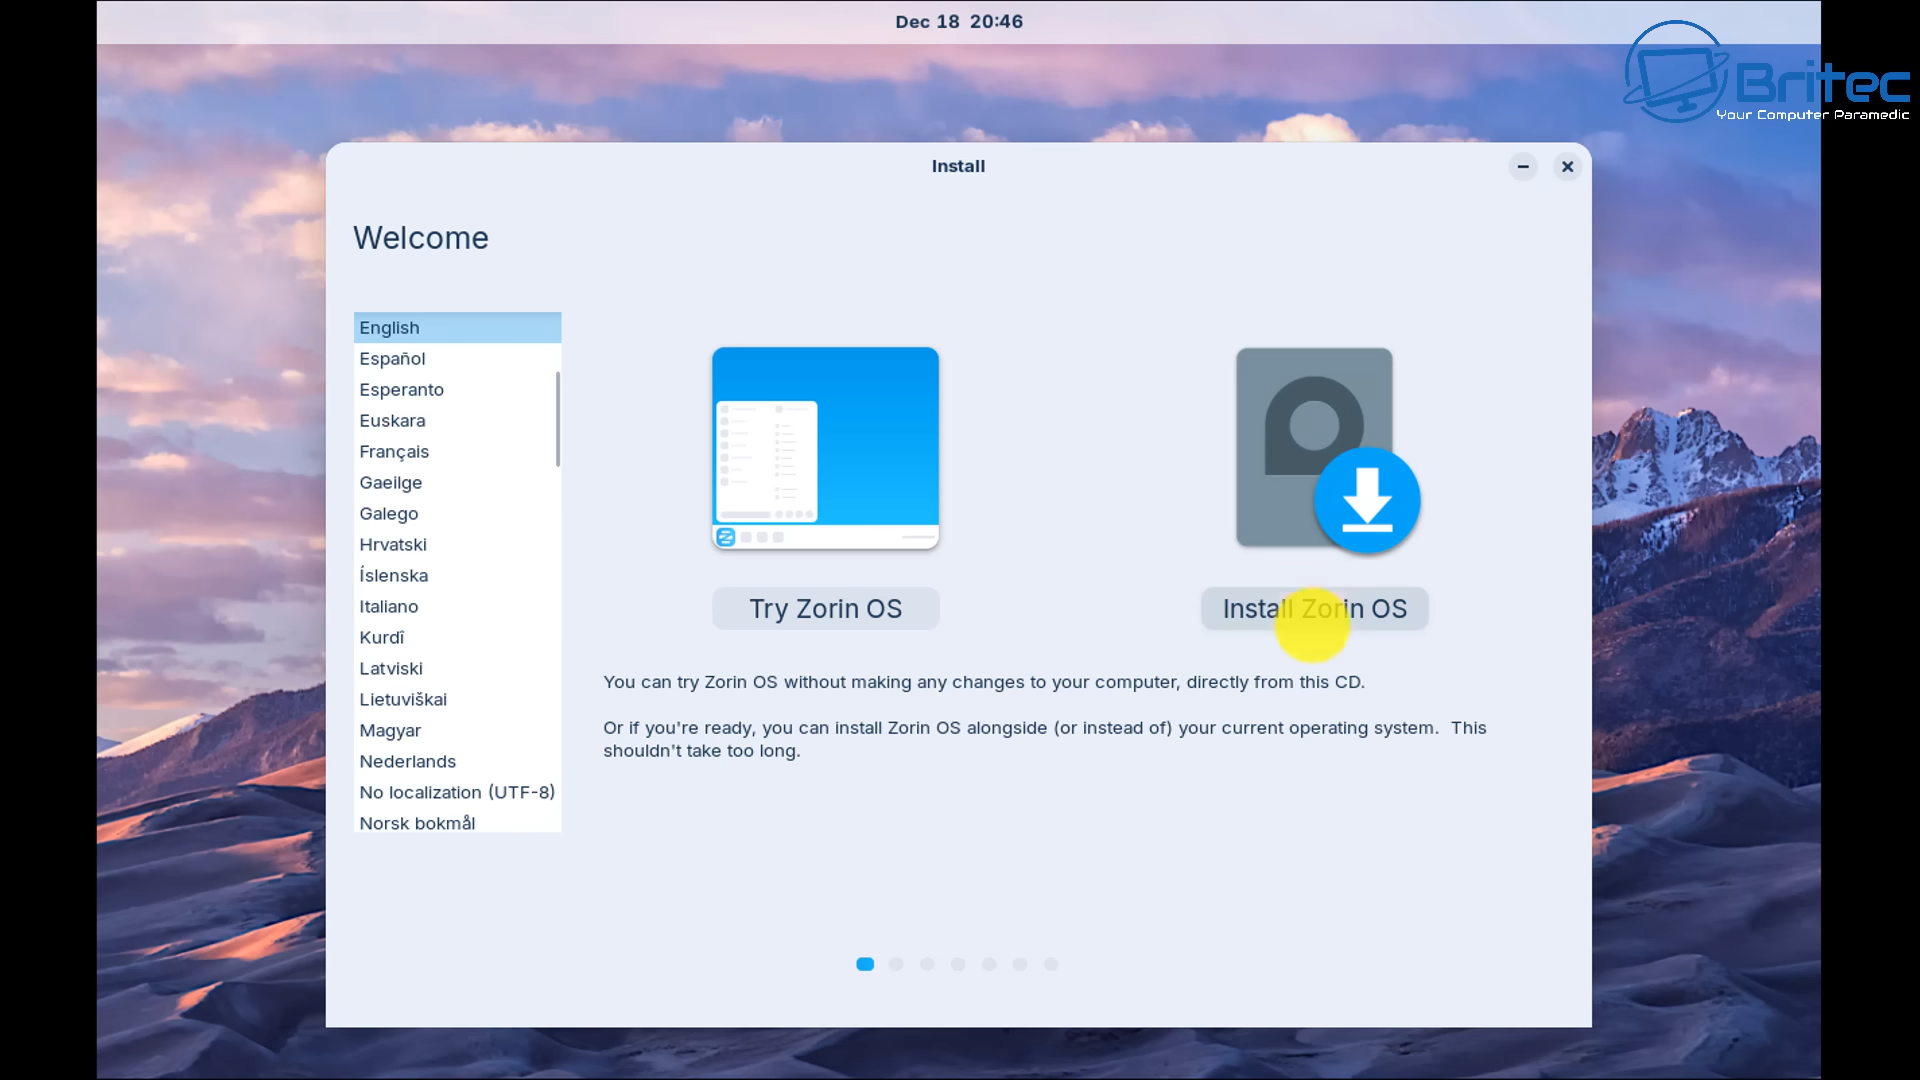 Dec 18 20:46
Britec
Your Computer Paramedic
Install
Welcome
English
Español
Esperanto
Euskara
Français
Gaeilge
Galego
Hrvatski
Íslenska
Italiano
Kurdî
Latviski
Lietuviškai
Magyar
Nederlands
No localization (UTF-8)
Norsk bokmål
Try Zorin OS
Install Zorin OS
You can try Zorin OS without making any changes to your computer, directly from this CD.
Or if you're ready, you can install Zorin OS alongside (or instead of) your current operating system. This
shouldn't take too long.